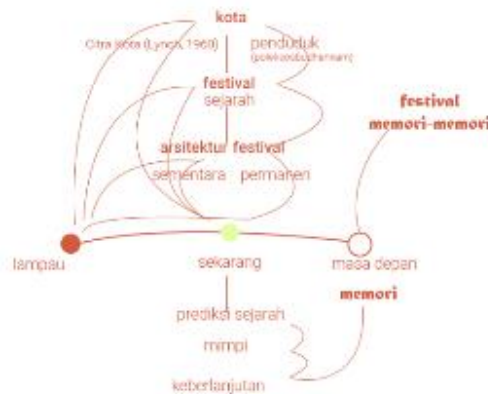 kota
Citra Kota (Lynch, 1960)
penduduk
festival
sejarah
festival
memori-memori
arsitektur festival
sementara permanen
lampau
sekarang
masa depan
memori
prediksi sejarah
mimpi
keberlanjutan